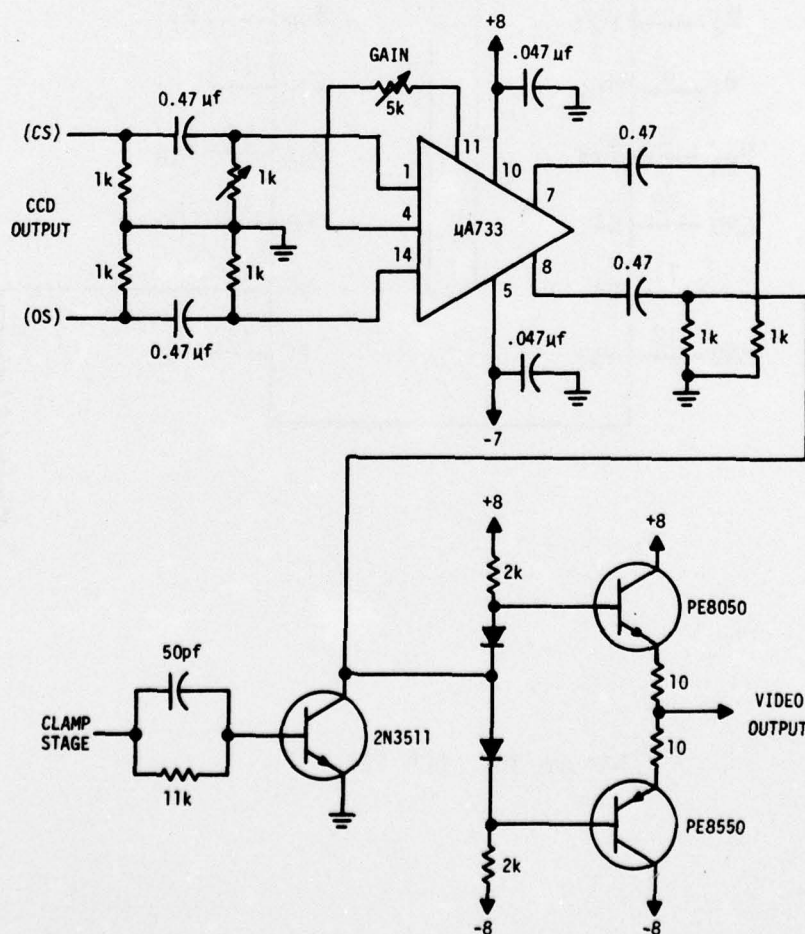 +8
.047 μf
GAIN
5k
0.47 μf
(CS)
11
0.47
1k
1k
1
10
7
CCD
OUTPUT
4
μA733
14
8
0.47
1k
1k
5
(OS)
0.47 μf
.047 μf
1k
1k
-7
+8
+8
2k
PE8050
50pf
10
VIDEO
OUTPUT
CLAMP
STAGE
2N3511
10
11k
PE8550
2k
-8
-8